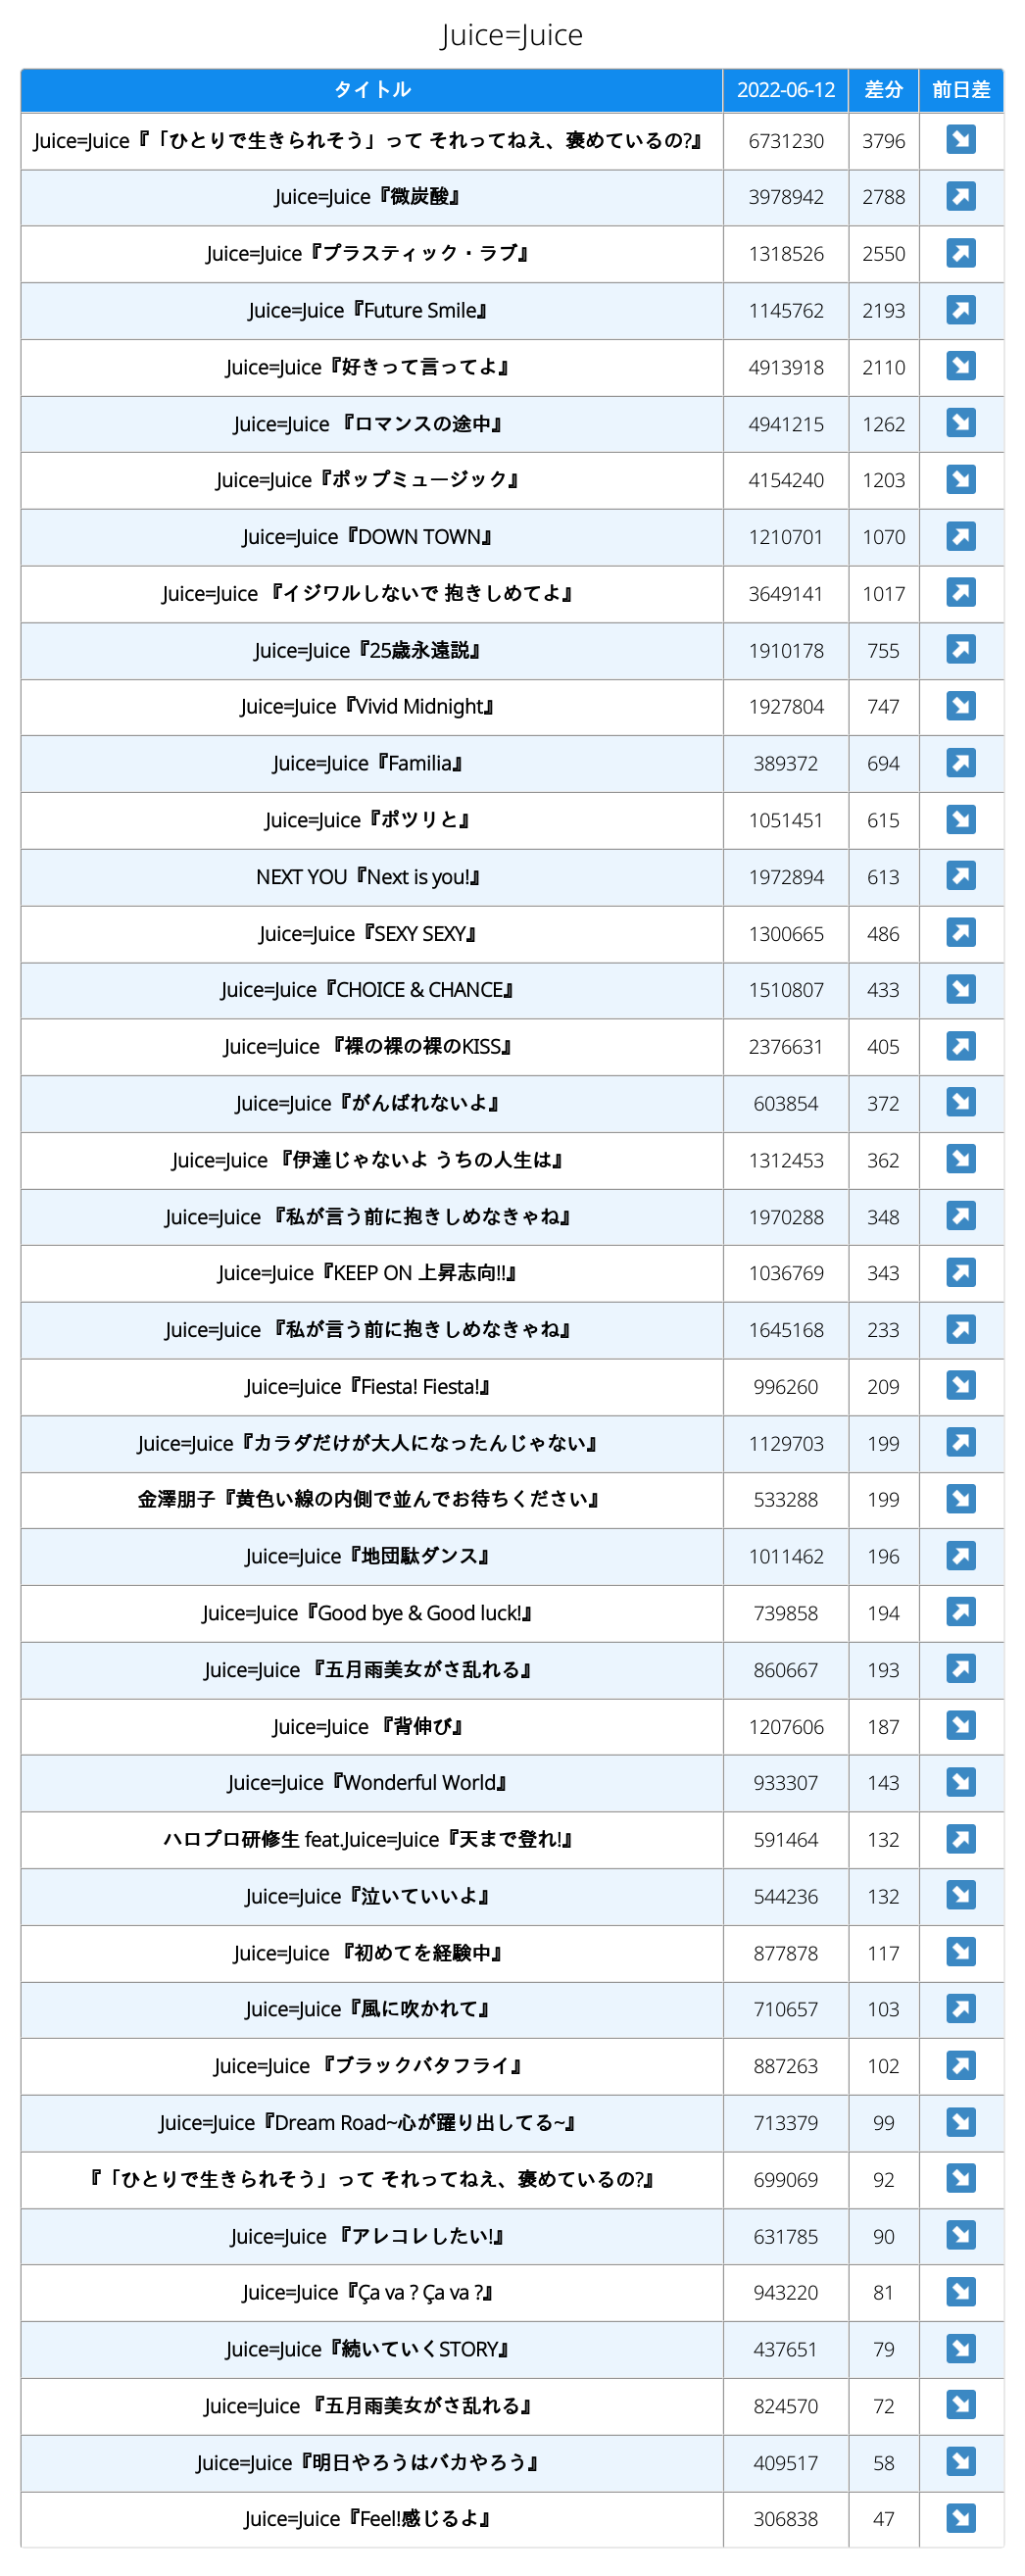 Juice=Juice
タイトル 2022-06-12 差分 前日差
Juice=Juice『「ひとりで生きられそう」って それってねえ、褒めているの?』 6731230 3796 ↘
Juice=Juice『微炭酸』 3978942 2788 ↗
Juice=Juice『プラスティック・ラブ』 1318526 2550 ↗
Juice=Juice『Future Smile』 1145762 2193 ↗
Juice=Juice『好きって言ってよ』 4913918 2110 ↘
Juice=Juice 『ロマンスの途中』 4941215 1262 ↘
Juice=Juice『ポップミュージック』 4154240 1203 ↘
Juice=Juice『DOWN TOWN』 1210701 1070 ↗
Juice=Juice 『イジワルしないで 抱きしめてよ』 3649141 1017 ↗
Juice=Juice『25歳永遠説』 1910178 755 ↗
Juice=Juice『Vivid Midnight』 1927804 747 ↘
Juice=Juice『Familia』 389372 694 ↗
Juice=Juice『ポツリと』 1051451 615 ↘
NEXT YOU『Next is you!』 1972894 613 ↗
Juice=Juice『SEXY SEXY』 1300665 486 ↗
Juice=Juice『CHOICE & CHANCE』 1510807 433 ↘
Juice=Juice 『裸の裸の裸のKISS』 2376631 405 ↗
Juice=Juice『がんばれないよ』 603854 372 ↘
Juice=Juice 『伊達じゃないよ うちの人生は』 1312453 362 ↘
Juice=Juice 『私が言う前に抱きしめなきゃね』 1970288 348 ↗
Juice=Juice『KEEP ON 上昇志向!!』 1036769 343 ↗
Juice=Juice 『私が言う前に抱きしめなきゃね』 1645168 233 ↗
Juice=Juice『Fiesta! Fiesta!』 996260 209 ↘
Juice=Juice『カラダだけが大人になったんじゃない』 1129703 199 ↗
金澤朋子『黄色い線の内側で並んでお待ちください』 533288 199 ↘
Juice=Juice『地団駄ダンス』 1011462 196 ↗
Juice=Juice『Good bye & Good luck!』 739858 194 ↗
Juice=Juice 『五月雨美女がさ乱れる』 860667 193 ↗
Juice=Juice 『背伸び』 1207606 187 ↘
Juice=Juice『Wonderful World』 933307 143 ↘
ハロプロ研修生 feat.Juice=Juice『天まで登れ!』 591464 132 ↗
Juice=Juice『泣いていいよ』 544236 132 ↘
Juice=Juice 『初めてを経験中』 877878 117 ↘
Juice=Juice『風に吹かれて』 710657 103 ↗
Juice=Juice 『ブラックバタフライ』 887263 102 ↗
Juice=Juice『Dream Road~心が躍り出してる~』 713379 99 ↘
『「ひとりで生きられそう」って それってねえ、褒めているの?』 699069 92 ↘
Juice=Juice 『アレコレしたい!』 631785 90 ↘
Juice=Juice『Ça va ? Ça va ?』 943220 81 ↘
Juice=Juice『続いていくSTORY』 437651 79 ↘
Juice=Juice 『五月雨美女がさ乱れる』 824570 72 ↘
Juice=Juice『明日やろうはバカやろう』 409517 58 ↘
Juice=Juice『Feel!感じるよ』 306838 47 ↘